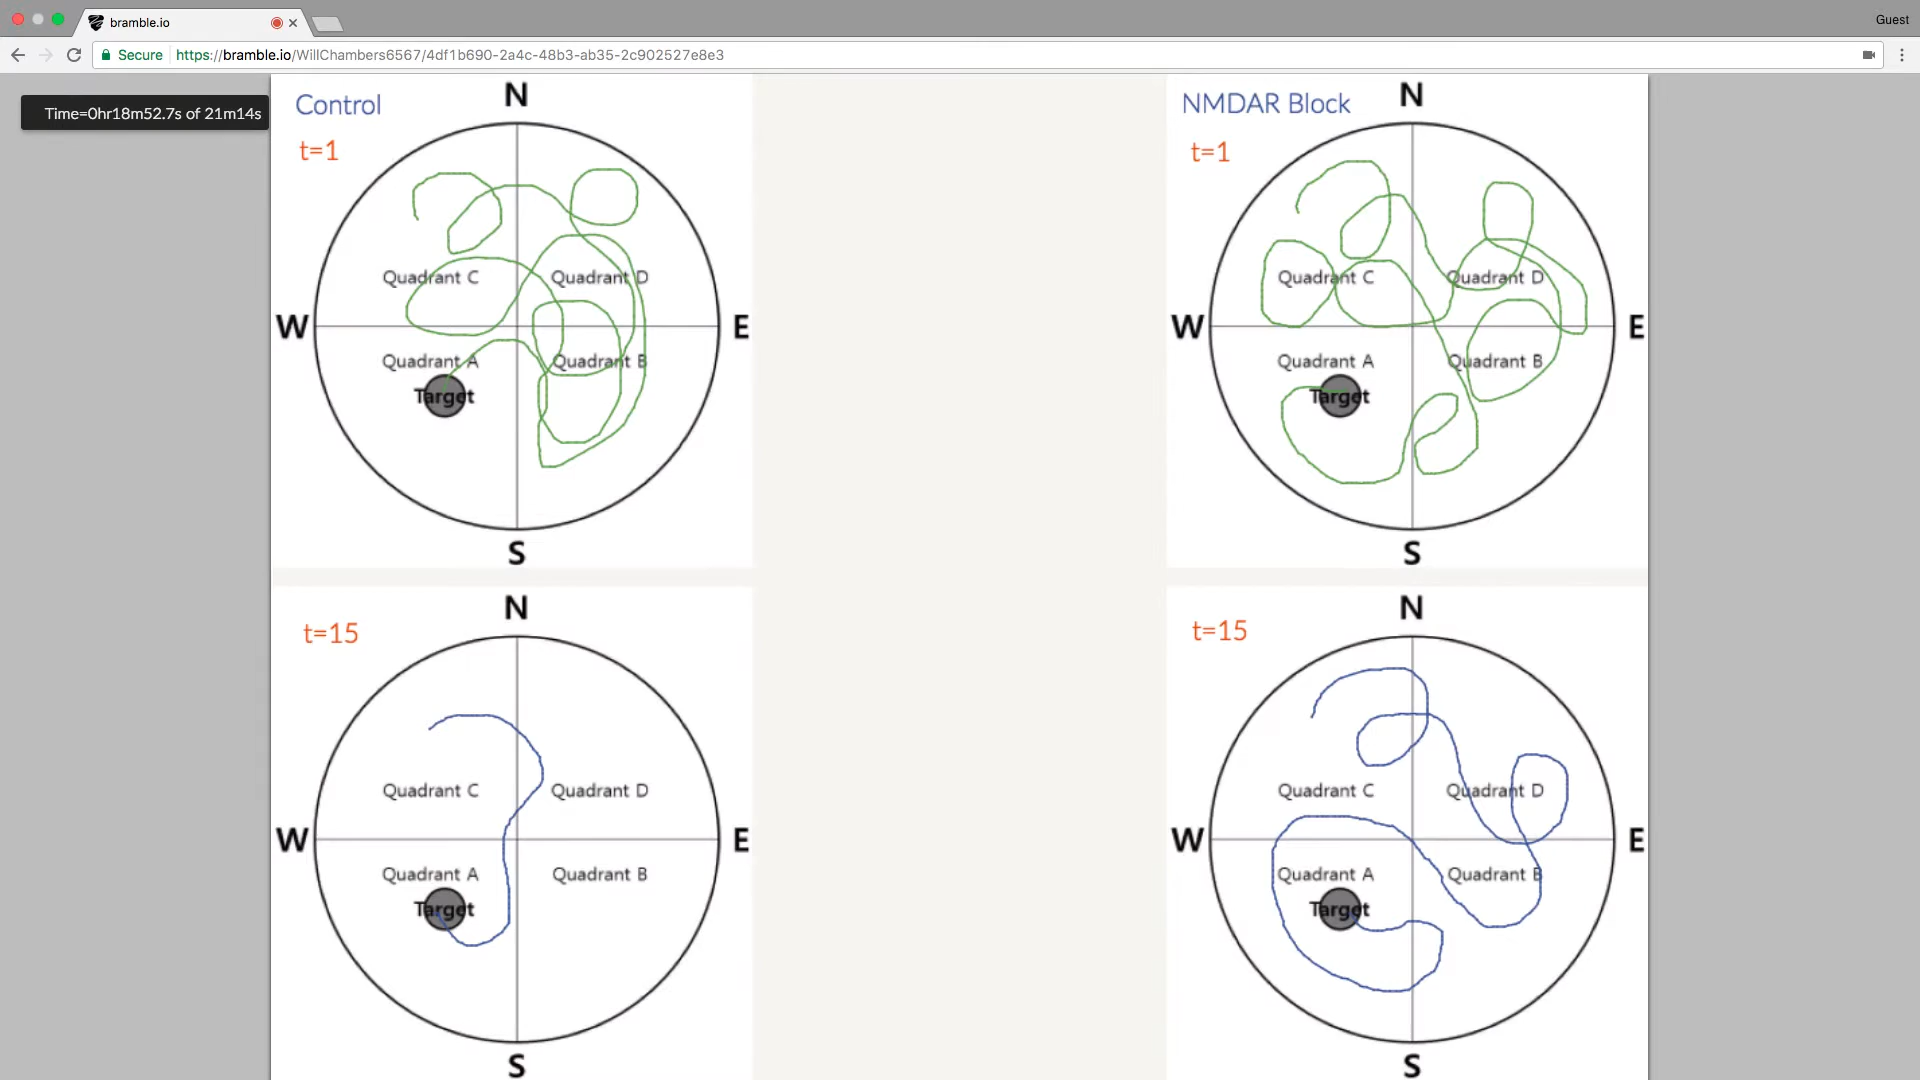 bramble.io
Guest
Secure https://bramble.io/WillChambers6567/4df1b690-2a4c-48b3-ab35-2c902527e8e3
Time=0hr18m52.7s of 21m14s
Control
N
t=1
Quadrant C Quadrant D
W E
Quadrant A Quadrant B
Target
S
NMDAR Block
N
t=1
Quadrant C Quadrant D
W E
Quadrant A Quadrant B
Target
S
N
t=15
Quadrant C Quadrant D
W E
Quadrant A Quadrant B
Target
S
N
t=15
Quadrant C Quadrant D
W E
Quadrant A Quadrant B
Target
S